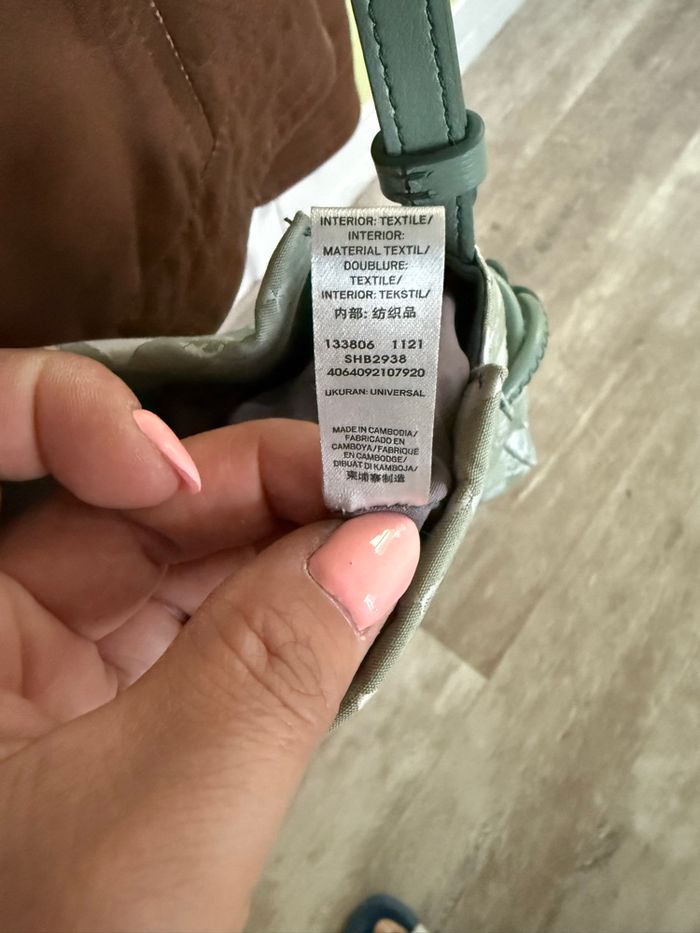 INTERIOR: TEXTILE/
INTERIOR:
MATERIAL TEXTIL/
DOUBLURE:
TEXTILE/
INTERIOR: TEKSTIL/
内部: 纺织品
133806 1121
SHB2938
4064092107920
UKURAN: UNIVERSAL
MADE IN CAMBODIA/
FABRICADO EN
CAMBOYA/FABRIQUÉ
EN CAMBODGE/
DIBUAT DI KAMBOJA/
柬埔寨制造